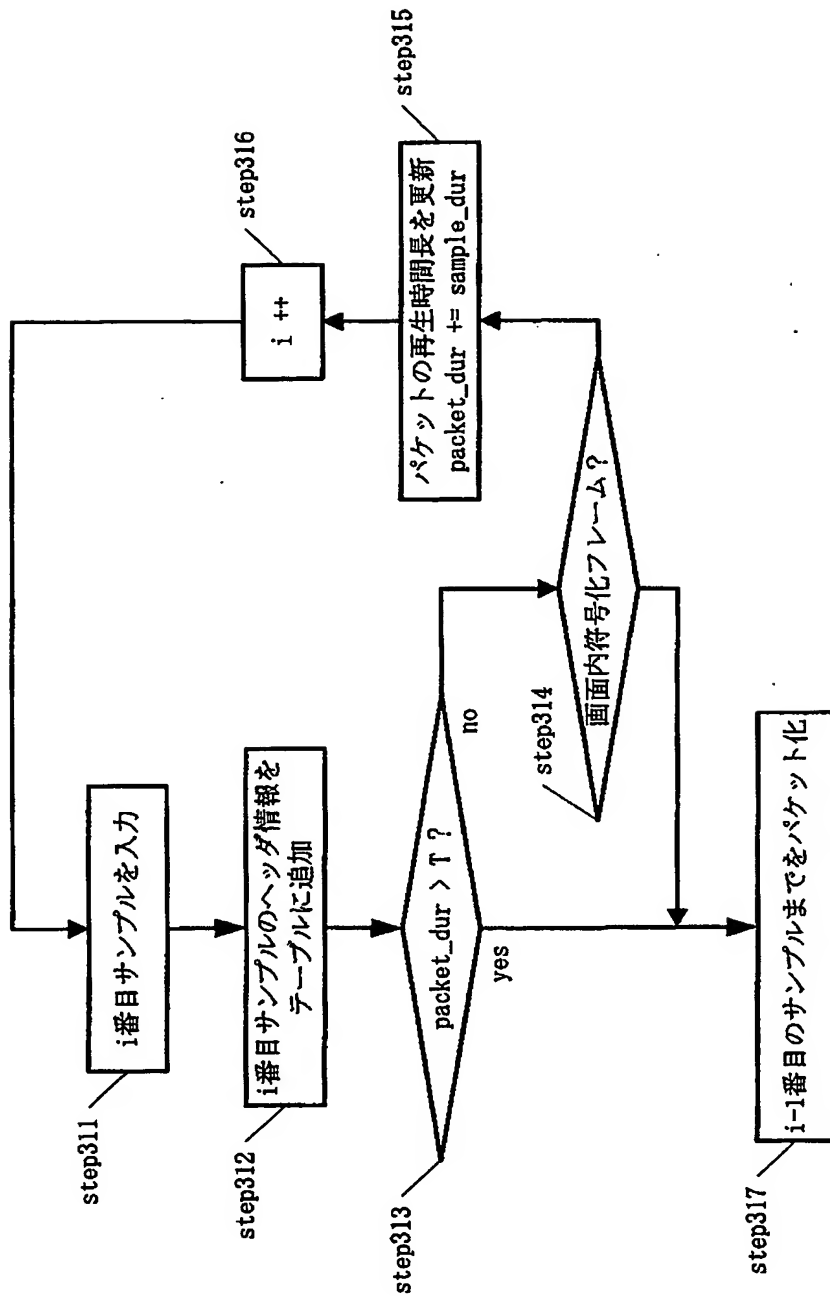 step311
i番目サンプルを入力
step312
i番目サンプルのヘッダ情報を
テーブルに追加
step313
packet_dur > T ?
yes
no
step314
画面内符号化フレーム?
step315
パケットの再生時間長を更新
packet_dur += sample_dur
step316
i ++
step317
i-1番目のサンプルまでをパケット化